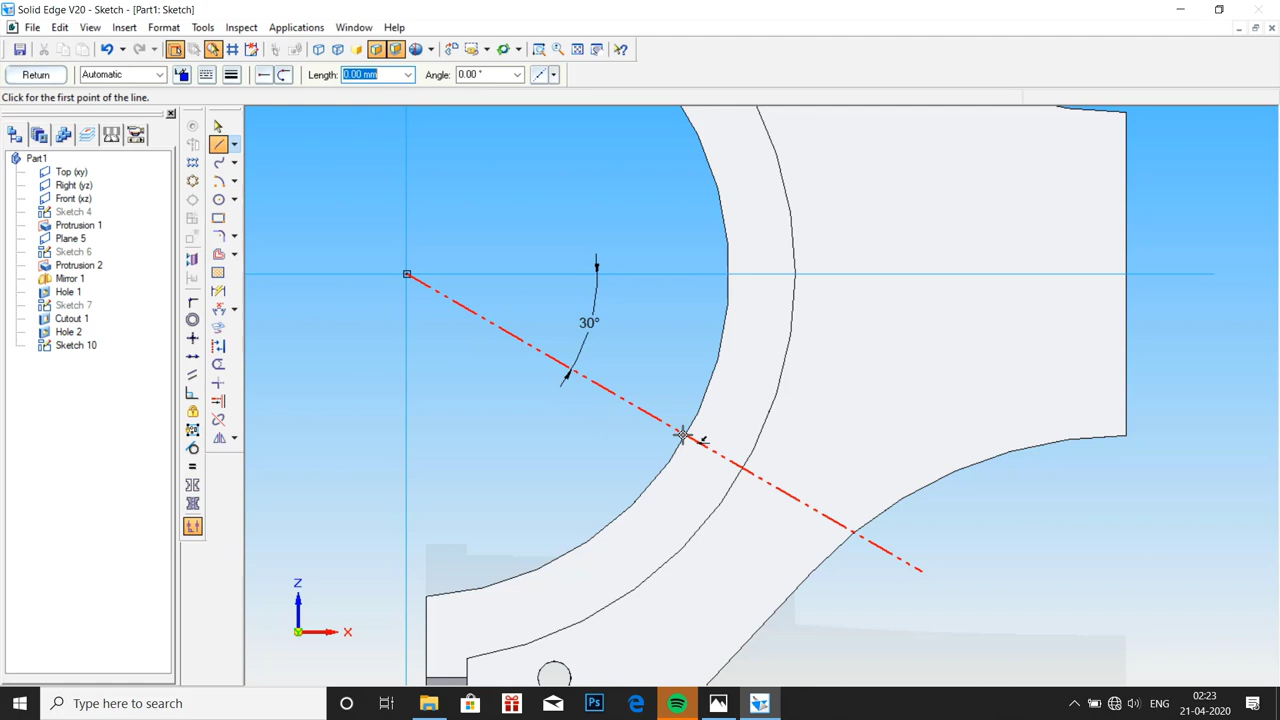 Solid Edge V20 - Sketch - [Part1: Sketch]
File Edit View Insert Format Tools Inspect Applications Window Help
Return Automatic Length: 0.00 mm Angle: 0.00 °
Click for the first point of the line.
Part1
Top (xy)
Right (yz)
Front (xz)
Sketch 4
Protrusion 1
Plane 5
Sketch 6
Protrusion 2
Mirror 1
Hole 1
Sketch 7
Cutout 1
Hole 2
Sketch 10
30°
Z
X
Type here to search
Ps
ENG
02:23
21-04-2020